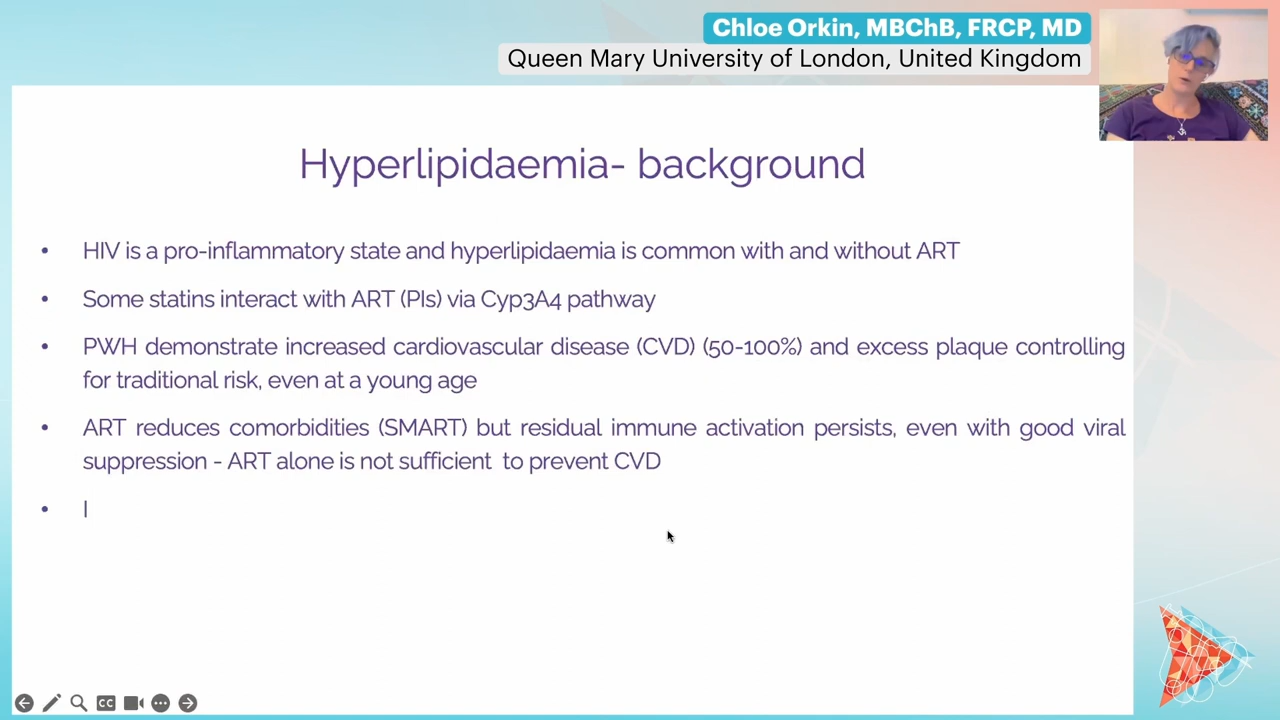 Chloe Orkin, MBChB, FRCP, MD
Queen Mary University of London, United Kingdom
Hyperlipidaemia- background
• HIV is a pro-inflammatory state and hyperlipidaemia is common with and without ART
• Some statins interact with ART (PIs) via Cyp3A4 pathway
• PWH demonstrate increased cardiovascular disease (CVD) (50-100%) and excess plaque controlling
for traditional risk, even at a young age
• ART reduces comorbidities (SMART) but residual immune activation persists, even with good viral
suppression - ART alone is not sufficient to prevent CVD
• I
CC